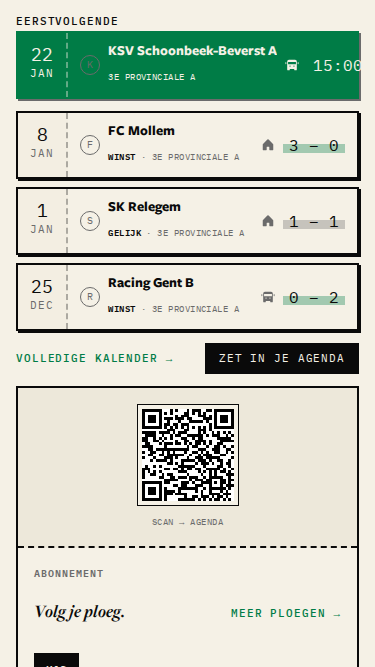 EERSTVOLGENDE
22
JAN
K
KSV Schoonbeek-Beverst A
3E PROVINCIALE A
15:00
8
JAN
F
FC Mollem
WINST · 3E PROVINCIALE A
3 – 0
1
JAN
S
SK Relegem
GELIJK · 3E PROVINCIALE A
1 – 1
25
DEC
R
Racing Gent B
WINST · 3E PROVINCIALE A
0 – 2
VOLLEDIGE KALENDER →
ZET IN JE AGENDA
SCAN → AGENDA
ABONNEMENT
Volg je ploeg.
MEER PLOEGEN →